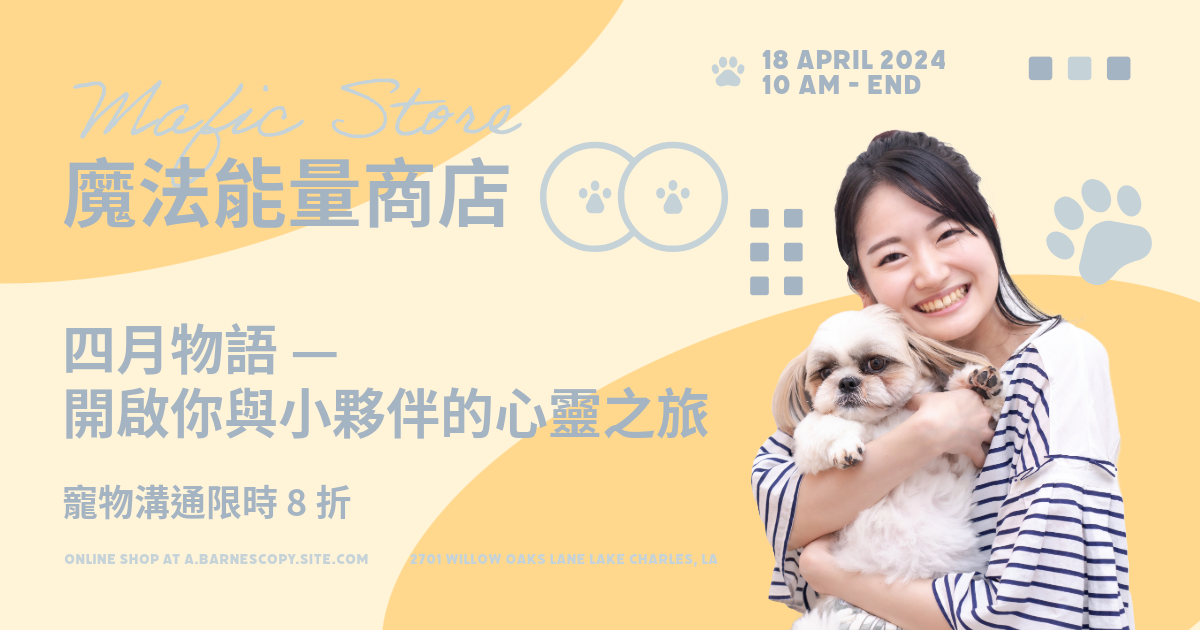 18 APRIL 2024
10 AM - END
Mafic Store
魔法能量商店
四月物語 —
開啟你與小夥伴的心靈之旅
寵物溝通限時 8 折
ONLINE SHOP AT A.BARNESCOPY.SITE.COM
2701 WILLOW OAKS LANE LAKE CHARLES, LA